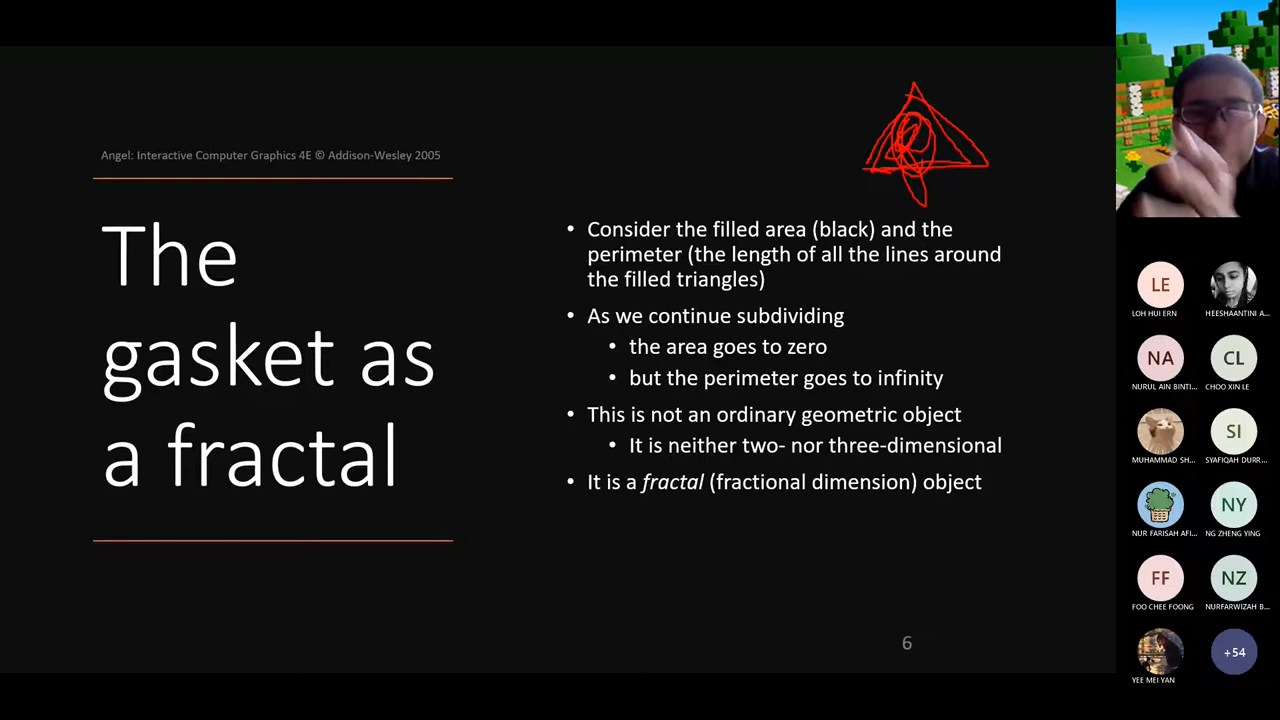 Angel: Interactive Computer Graphics 4E © Addison-Wesley 2005
The
gasket as
a fractal
• Consider the filled area (black) and the
perimeter (the length of all the lines around
the filled triangles)
• As we continue subdividing
• the area goes to zero
• but the perimeter goes to infinity
• This is not an ordinary geometric object
• It is neither two- nor three-dimensional
• It is a fractal (fractional dimension) object
6
LE
LOH HUI ERN
HEESHAANTINI A...
NA
NURUL AIN BINTI...
CL
CHOO XIN LE
MUHAMMAD SH...
SI
SYAFIQAH DURR...
NUR FARISAH AFI...
NY
NG ZHENG YING
FF
FOO CHEE FOONG
NZ
NURFARWIZAH B...
YEE MEI YAN
+54